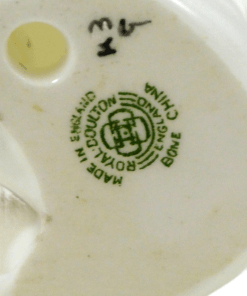 MADE IN ENGLAND
ROYAL DOULTON
ENGLAND
BONE CHINA